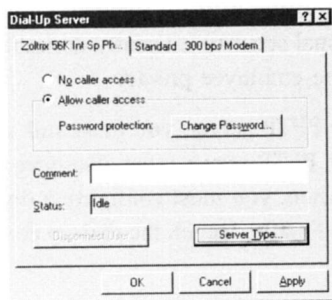 Dial-Up Server
Zoltrix 56K Int Sp Ph. Standard 300 bps Modem
No caller access
Allow caller access
Password protection: Change Password...
Comment:
Status: Idle
Server Type...
OK Cancel Apply